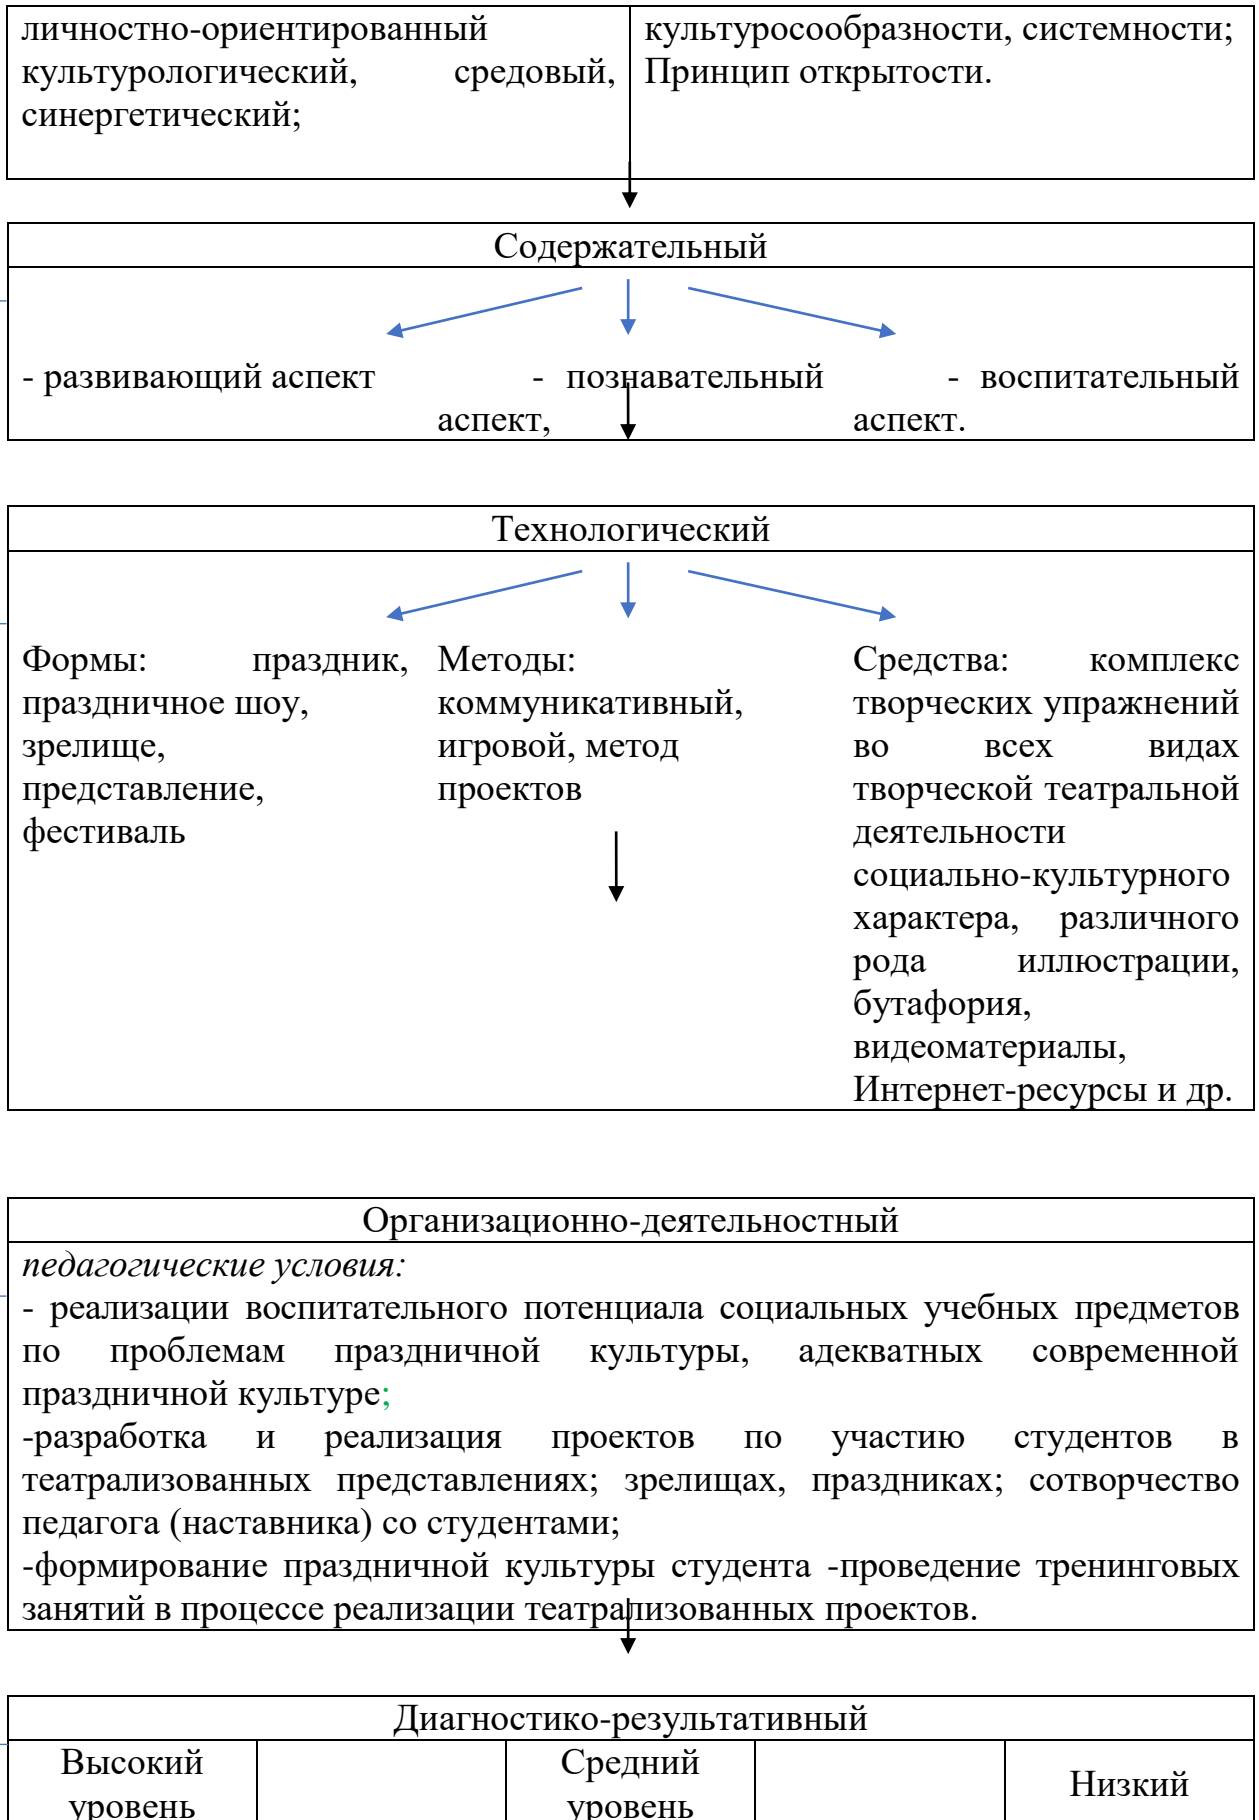 личностно-ориентированный
культурологический, средовый,
синергетический;
культуросообразности, системности;
Принцип открытости.
Содержательный
- развивающий аспект
- познавательный
аспект,
- воспитательный
аспект.
Технологический
Формы: праздник,
праздничное шоу,
зрелище,
представление,
фестиваль
Методы:
коммуникативный,
игровой, метод
проектов
Средства: комплекс
творческих упражнений
во всех видах
творческой театральной
деятельности
социально-культурного
характера, различного
рода иллюстрации,
бутафория,
видеоматериалы,
Интернет-ресурсы и др.
Организационно-деятельностный
педагогические условия:
- реализации воспитательного потенциала социальных учебных предметов
по проблемам праздничной культуры, адекватных современной
праздничной культуре;
-разработка и реализация проектов по участию студентов в
театрализованных представлениях; зрелищах, праздниках; сотворчество
педагога (наставника) со студентами;
-формирование праздничной культуры студента -проведение тренинговых
занятий в процессе реализации театрализованных проектов.
Диагностико-результативный
Высокий
уровень
Средний
уровень
Низкий